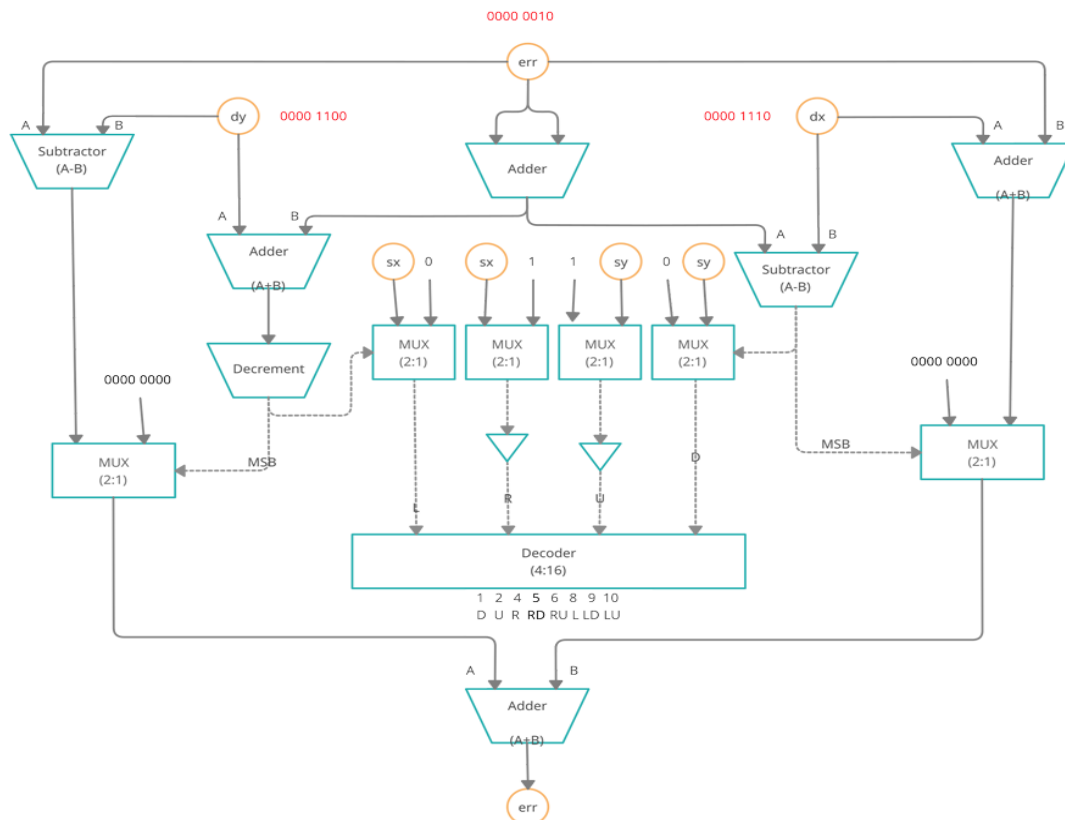 0000 0010
err
dy
0000 1100
0000 1110
dx
A
B
A
B
Subtractor
(A-B)
Adder
Adder
(A+B)
A
B
A
B
Adder
(A+B)
sx
0
sx
1
1
sy
0
sy
Subtractor
(A-B)
MUX
(2:1)
MUX
(2:1)
MUX
(2:1)
MUX
(2:1)
Decrement
0000 0000
0000 0000
MUX
(2:1)
MSB
MSB
MUX
(2:1)
D
L
R
U
Decoder
(4:16)
1 2 4 5 6 8 9 10
D U R RD RU L LD LU
A
B
Adder
(A+B)
err